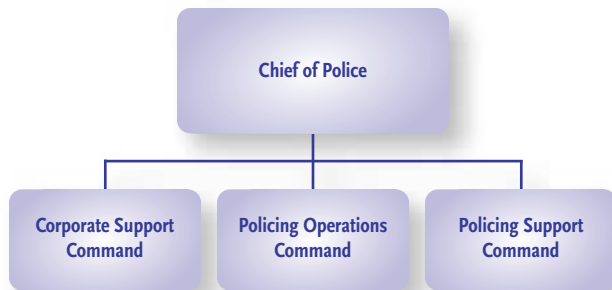 Chief of Police
Corporate Support
Command
Policing Operations
Command
Policing Support
Command